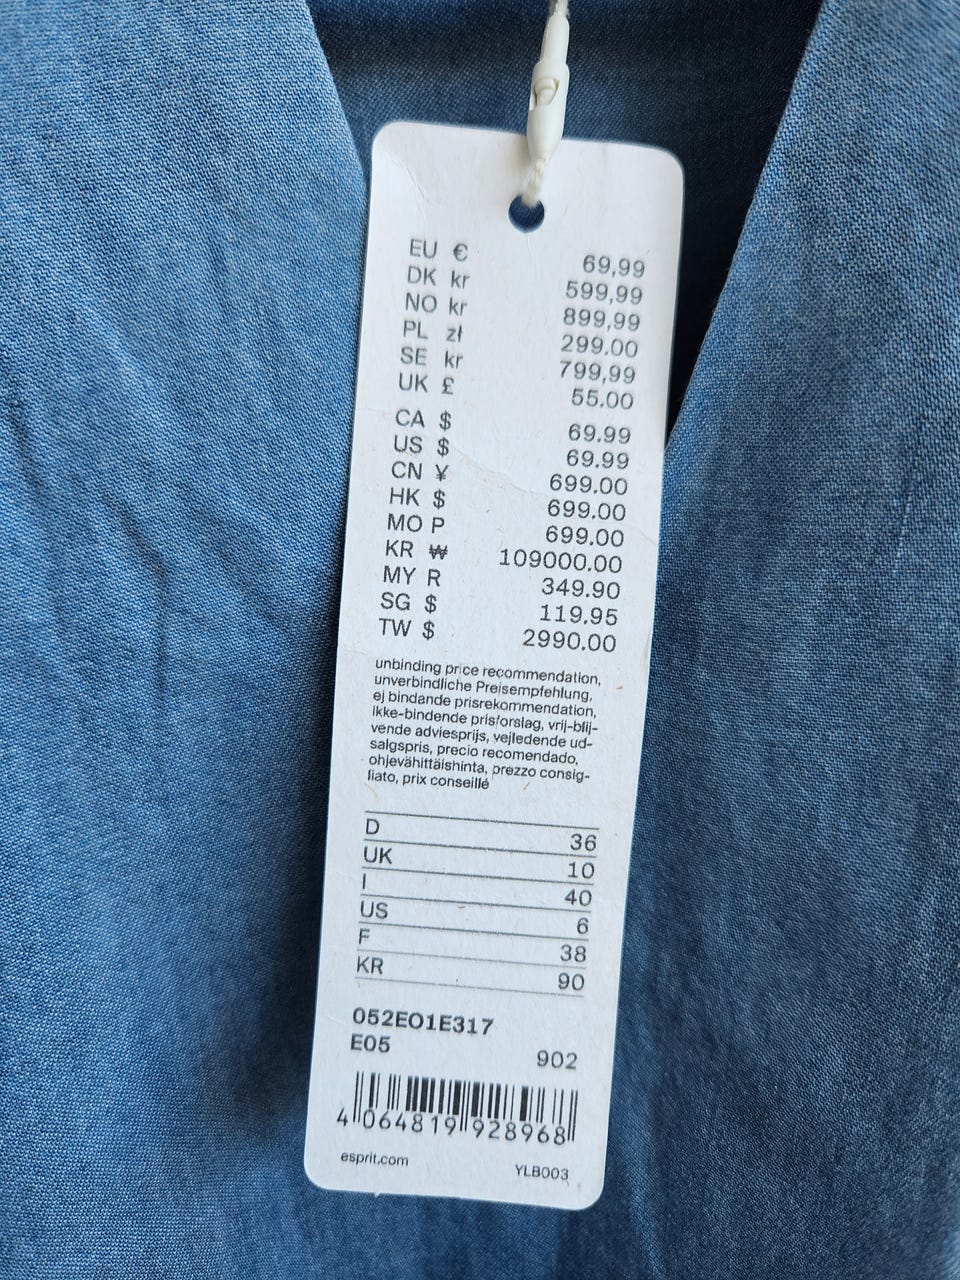 EU € 69,99
DK kr 599,99
NO kr 899,99
PL zł 299.00
SE kr 799,99
UK £ 55.00
CA $ 69.99
US $ 69.99
CN ¥ 699.00
HK $ 699.00
MO P 699.00
KR ₩ 109000.00
MY R 349.90
SG $ 119.95
TW $ 2990.00
unbinding price recommendation,
unverbindliche Preisempfehlung,
ej bindande prisrekommendation,
ikke-bindende prisforslag, vrij-blij-
vende adviesprijs, vejledende ud-
salgspris, precio recomendado,
ohjevähittäishinta, prezzo consig-
liato, prix conseillé
D 36
UK 10
I 40
US 6
F 38
KR 90
052EO1E317
E05 902
4 064819 928968
esprit.com YLB003